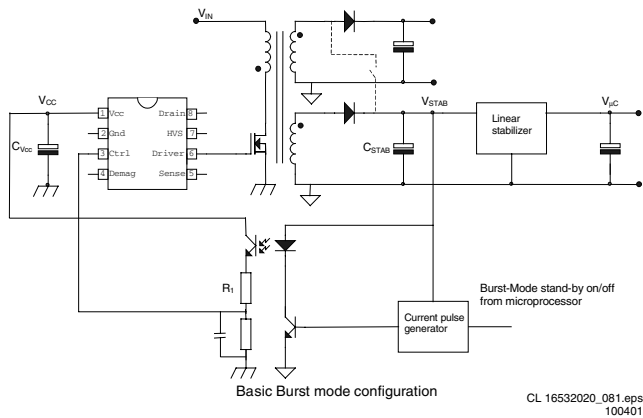 VIN
VCC
CVcc
1 Vcc
2 Gnd
3 Ctrl
4 Demag
Drain 8
HVS 7
Driver 6
Sense 5
VSTAB
CSTAB
Linear
stabilizer
VμC
R1
Current pulse
generator
Burst-Mode stand-by on/off
from microprocessor
Basic Burst mode configuration
CL 16532020_081.eps
100401